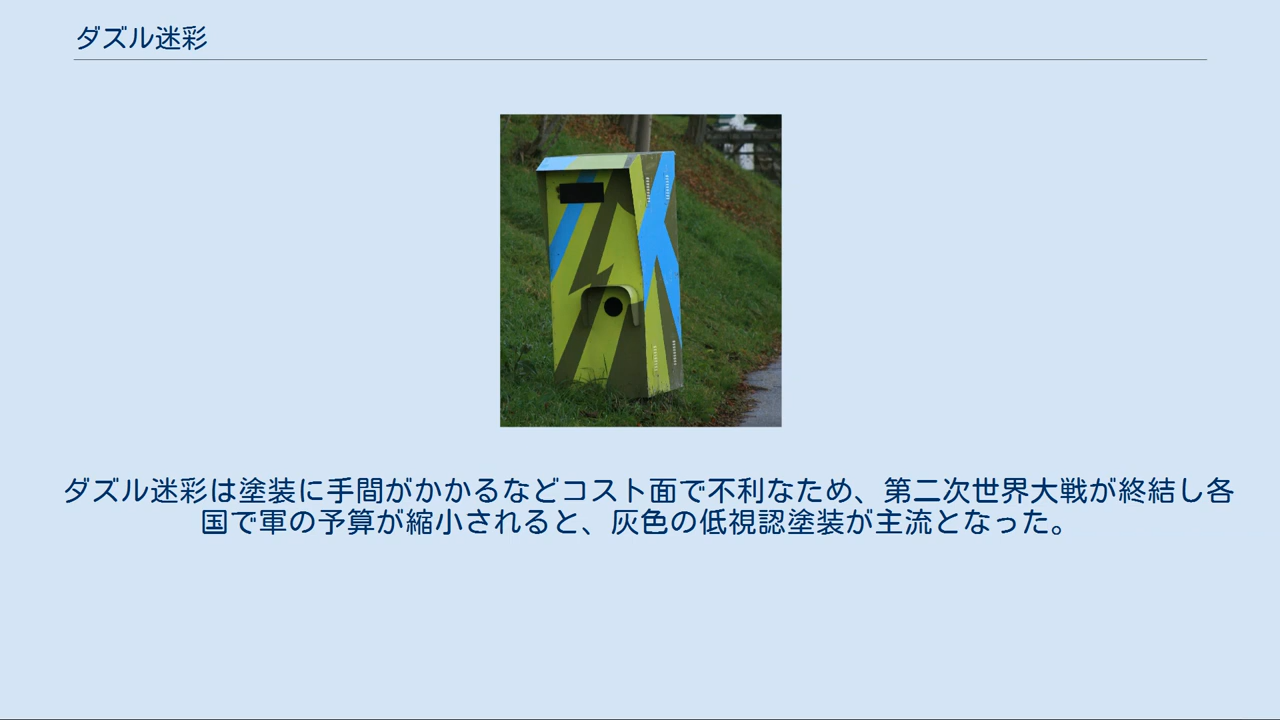 ダズル迷彩
ダズル迷彩は塗装に手間がかかるなどコスト面で不利なため、第二次世界大戦が終結し各
国で軍の予算が縮小されると、灰色の低視認塗装が主流となった。